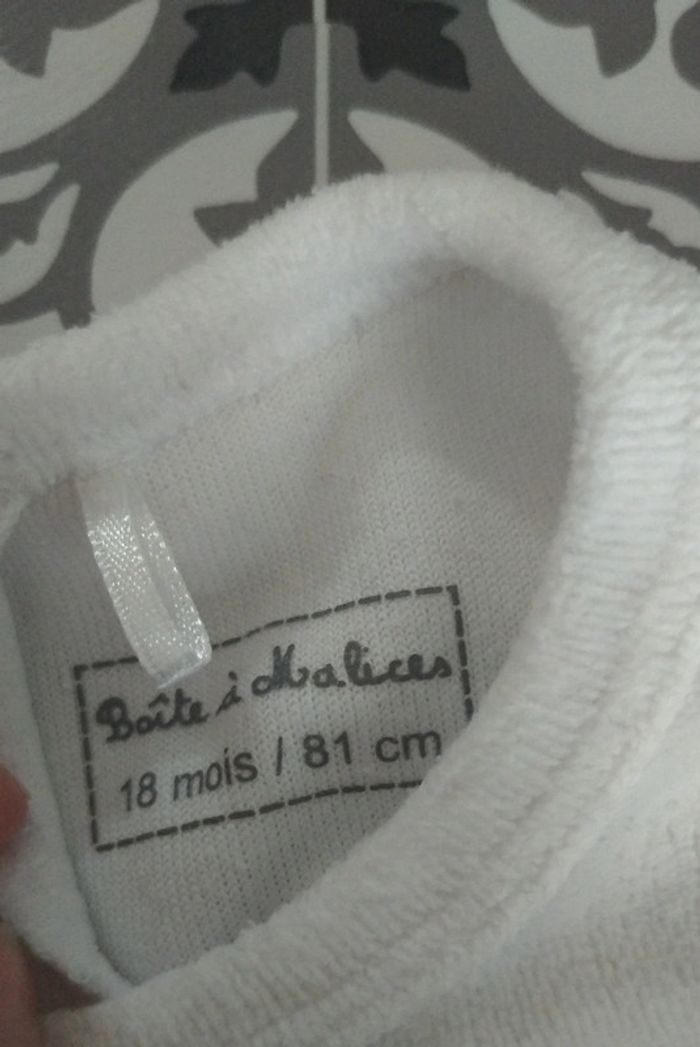 Boîte à Malices
18 mois / 81 cm